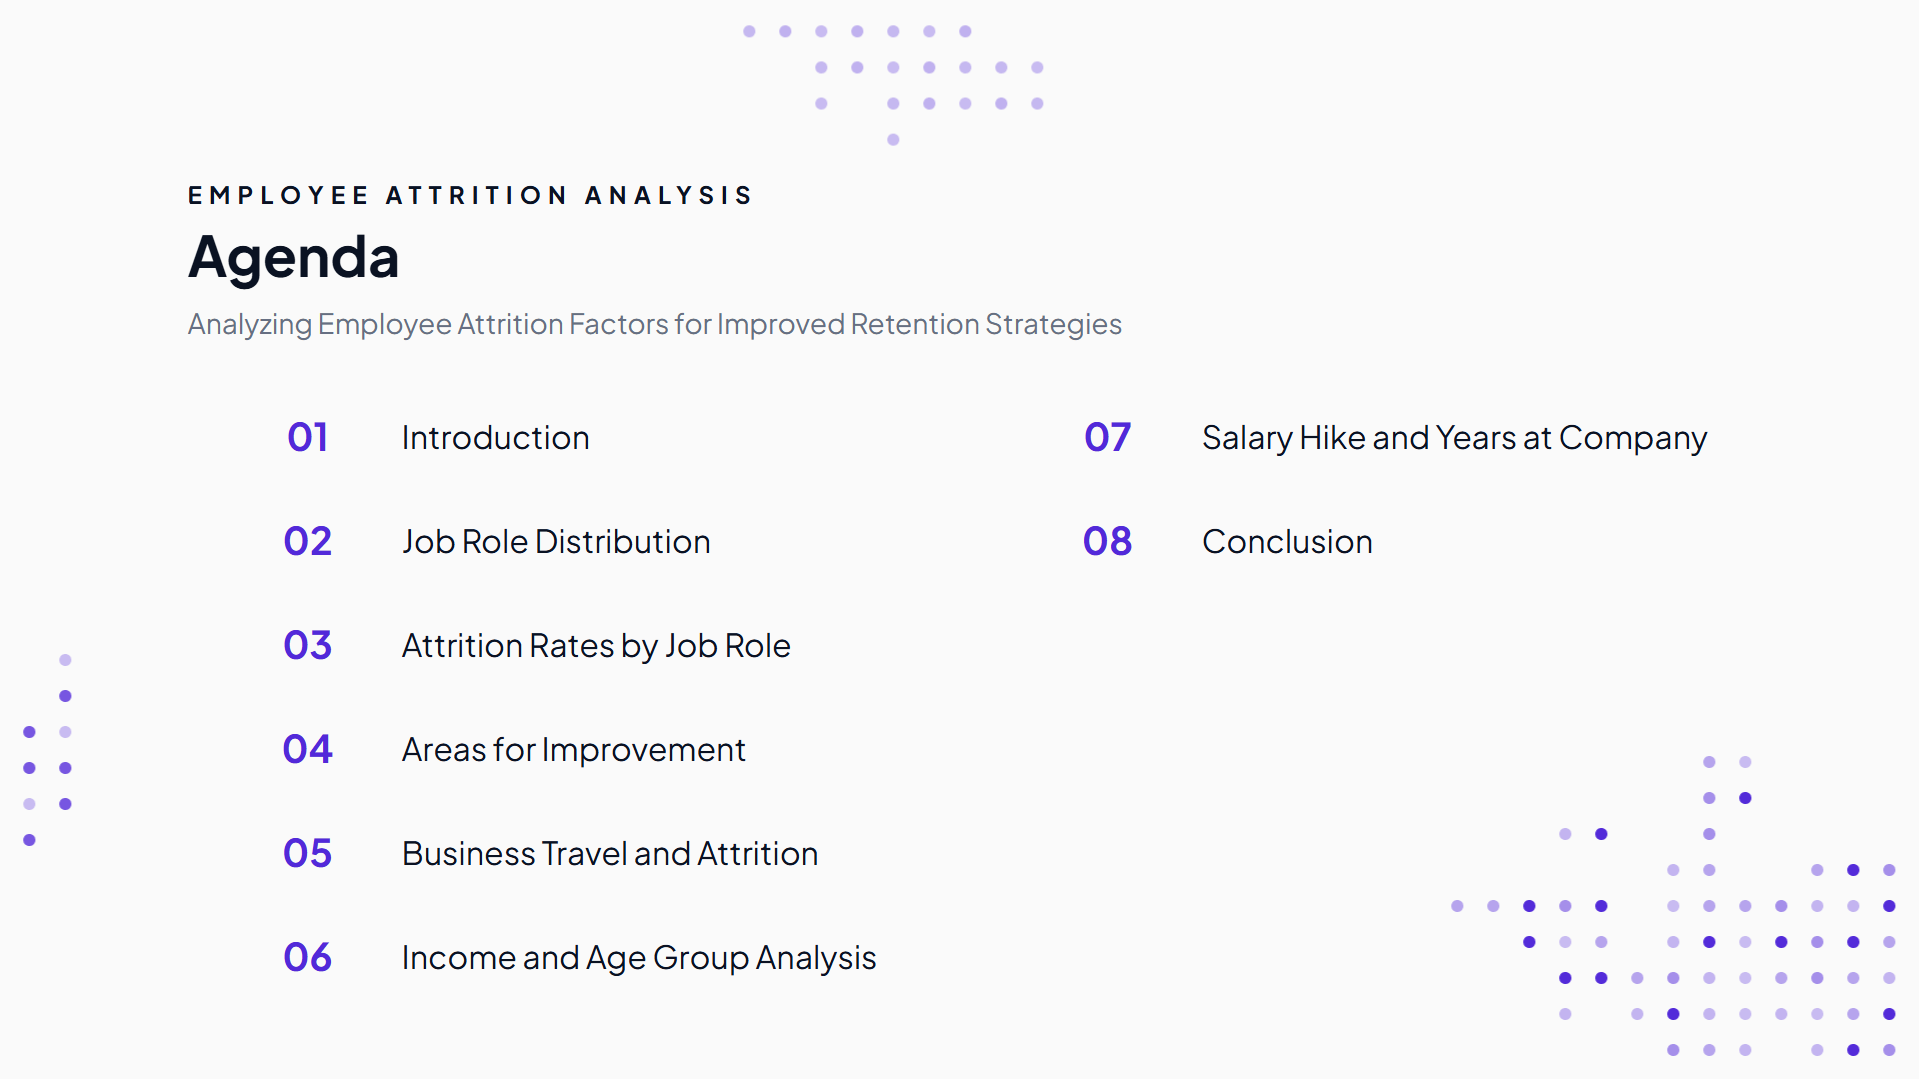 EMPLOYEE ATTRITION ANALYSIS
Agenda
Analyzing Employee Attrition Factors for Improved Retention Strategies
01 Introduction
02 Job Role Distribution
03 Attrition Rates by Job Role
04 Areas for Improvement
05 Business Travel and Attrition
06 Income and Age Group Analysis
07 Salary Hike and Years at Company
08 Conclusion